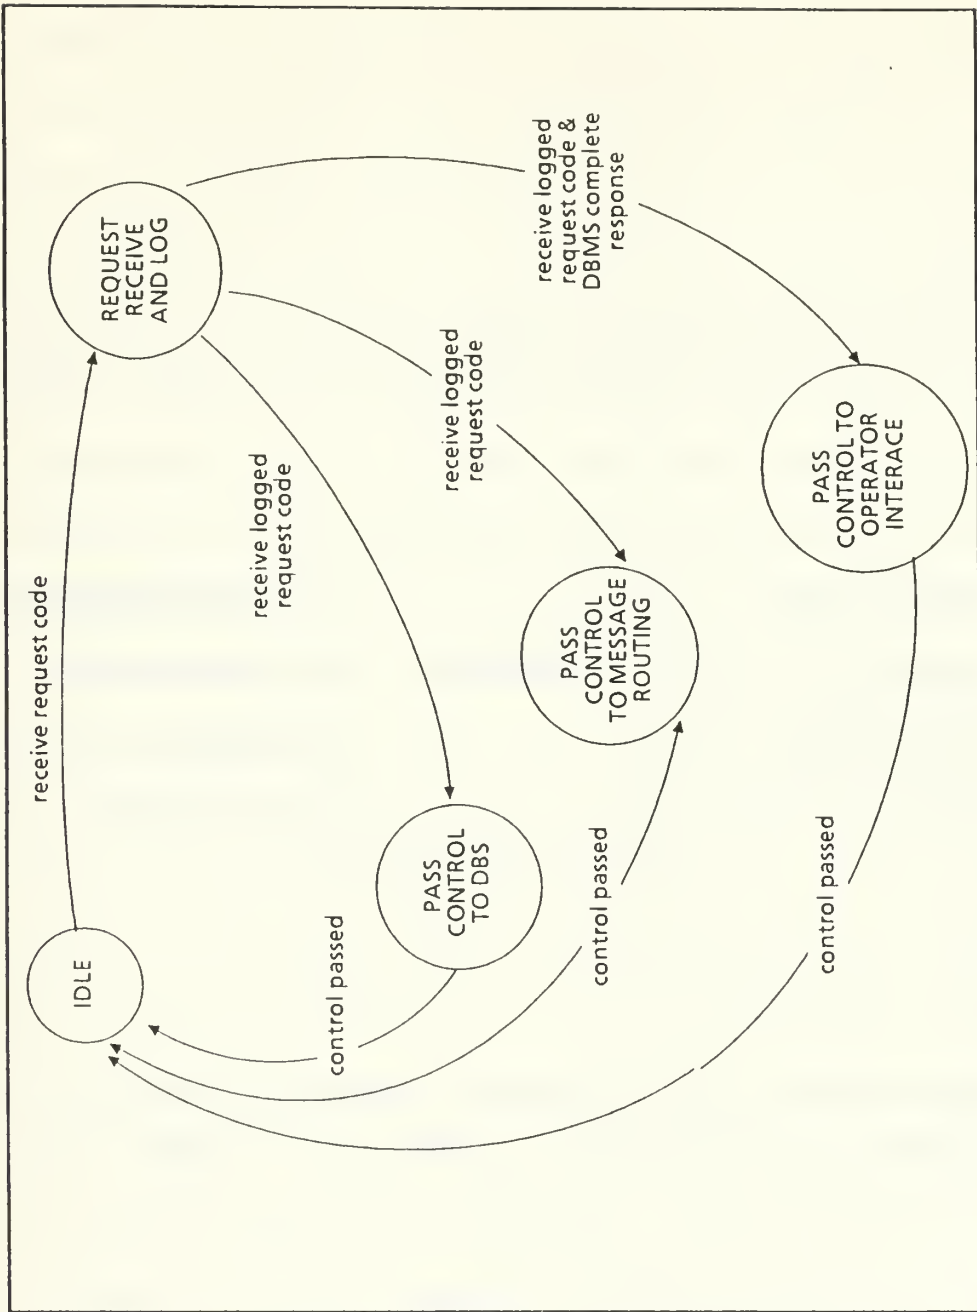 IDLE
receive request code
REQUEST
RECEIVE
AND LOG
control passed
PASS
CONTROL
TO DBS
receive logged
request code
receive logged
request code
receive logged
request code &
DBMS complete
response
control passed
PASS
CONTROL
TO MESSAGE
ROUTING
control passed
PASS
CONTROL TO
OPERATOR
INTERACE